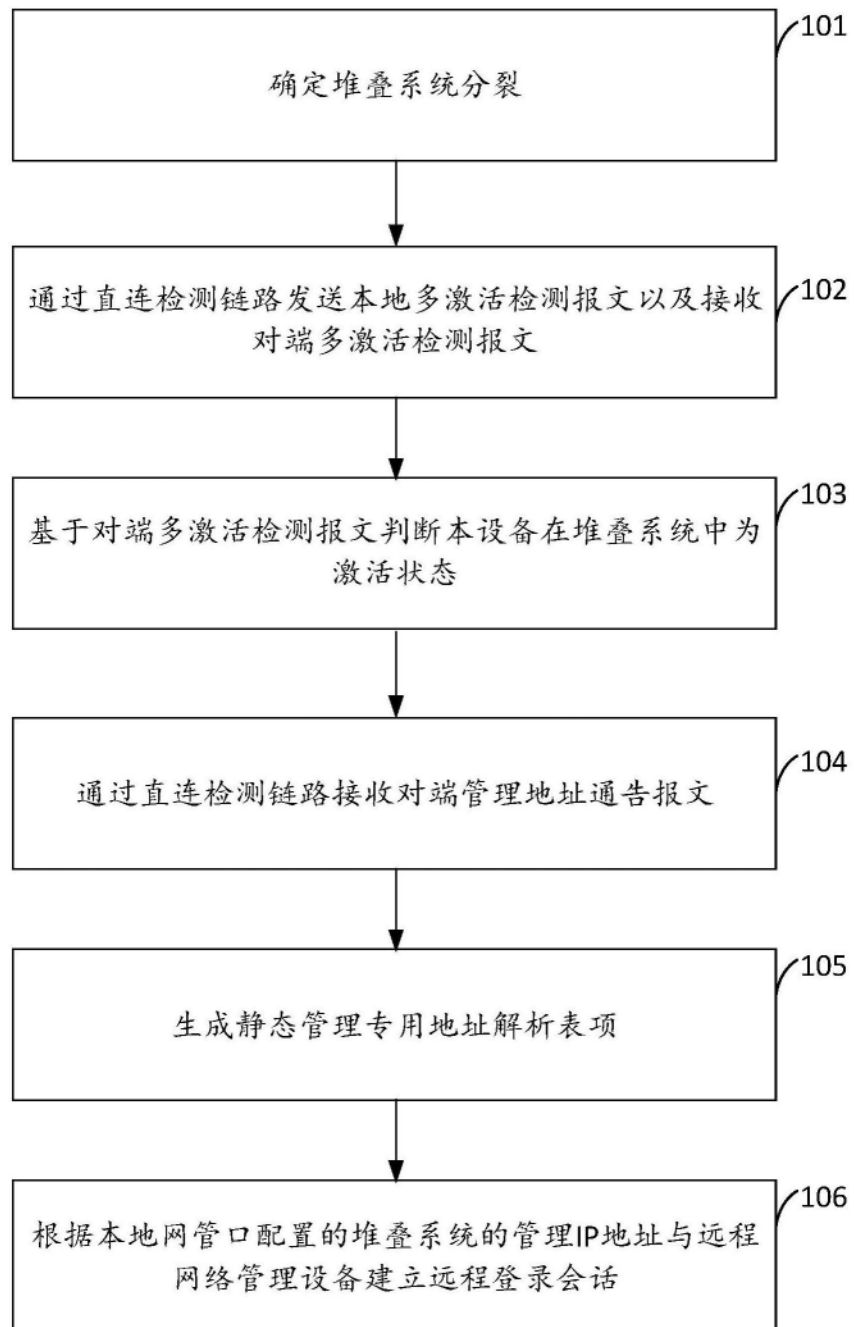 101
确定堆叠系统分裂
102
通过直连检测链路发送本地多激活检测报文以及接收
对端多激活检测报文
103
基于对端多激活检测报文判断本设备在堆叠系统中为
激活状态
104
通过直连检测链路接收对端管理地址通告报文
105
生成静态管理专用地址解析表项
106
根据本地网管口配置的堆叠系统的管理IP地址与远程
网络管理设备建立远程登录会话